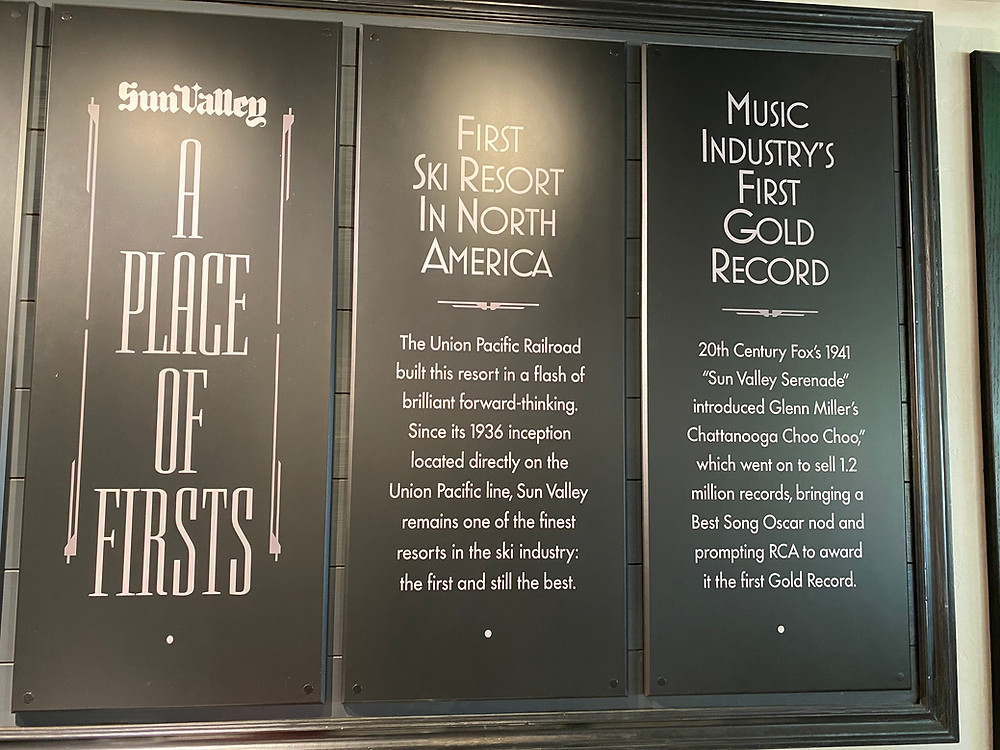 Sun Valley
A
PLACE
OF
FIRSTS
FIRST
SKI RESORT
IN NORTH
AMERICA
The Union Pacific Railroad
built this resort in a flash of
brilliant forward-thinking.
Since its 1936 inception
located directly on the
Union Pacific line, Sun Valley
remains one of the finest
resorts in the ski industry:
the first and still the best.
MUSIC
INDUSTRY'S
FIRST
GOLD
RECORD
20th Century Fox's 1941
"Sun Valley Serenade"
introduced Glenn Miller's
Chattanooga Choo Choo,"
which went on to sell 1.2
million records, bringing a
Best Song Oscar nod and
prompting RCA to award
it the first Gold Record.